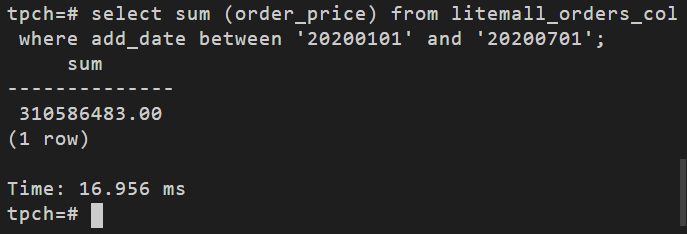 tpch=# select sum (order_price) from litemall_orders_col
 where add_date between '20200101' and '20200701';
     sum
--------------
 310586483.00
(1 row)

Time: 16.956 ms
tpch=#